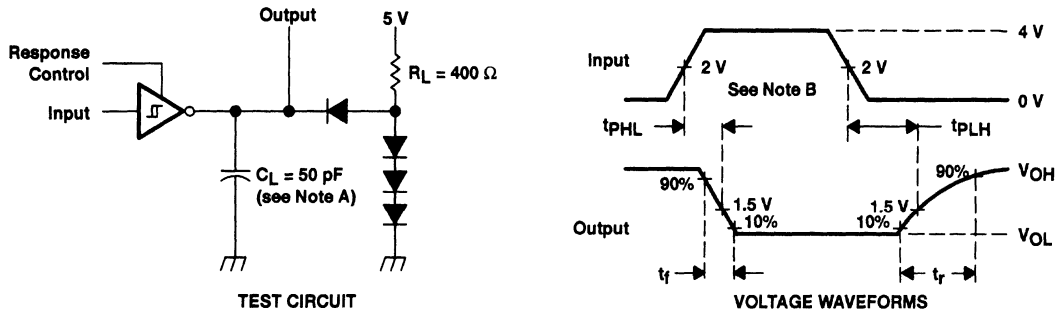 Output
5 V
Response
Control
R_L = 400 Ω
Input
C_L = 50 pF
(see Note A)
TEST CIRCUIT
4 V
Input
2 V
2 V
See Note B
0 V
t_PHL
t_PLH
V_OH
90%
90%
1.5 V
1.5 V
10%
10%
Output
V_OL
t_f
t_r
VOLTAGE WAVEFORMS